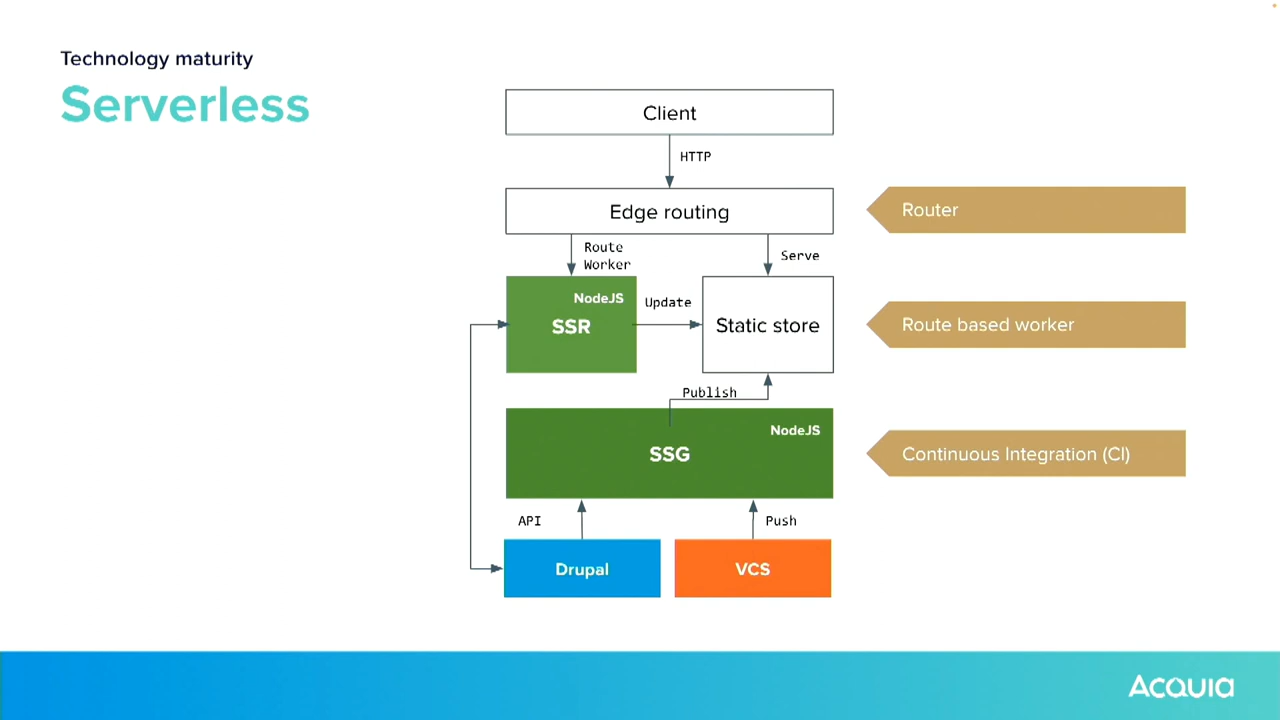 Technology maturity
Serverless
Client
HTTP
Edge routing
Router
Route
Worker
Serve
NodeJS
SSR
Update
Static store
Route based worker
Publish
NodeJS
SSG
Continuous Integration (CI)
API
Push
Drupal
VCS
Acquia